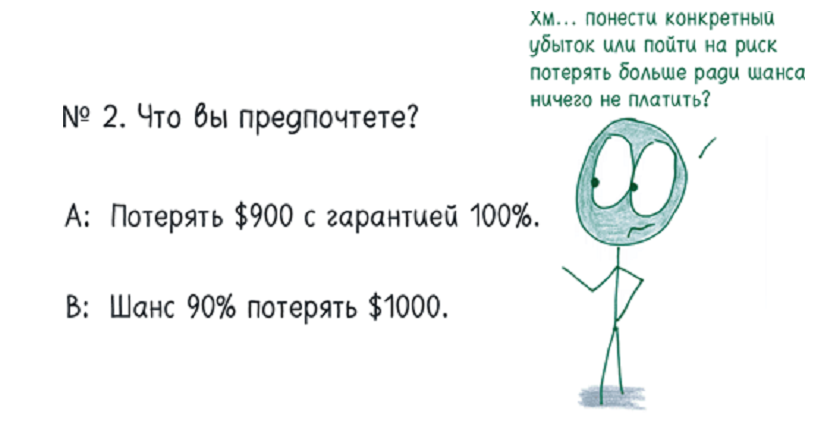 Хм... понести конкретный
убыток или пойти на риск
потерять больше ради шанса
ничего не платить?
№ 2. Что вы предпочтете?
А: Потерять $900 с гарантией 100%.
В: Шанс 90% потерять $1000.